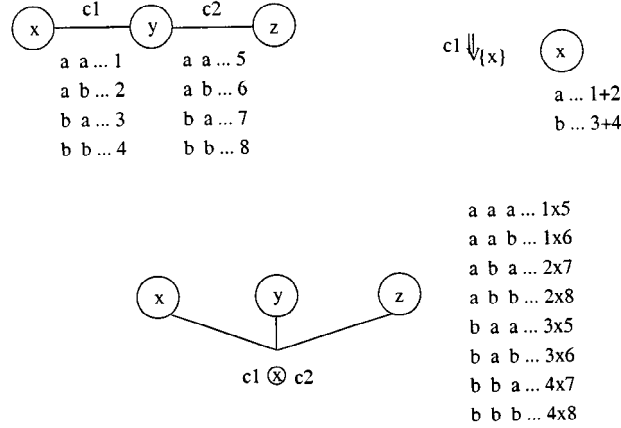 c1 c2
x y z
a a ... 1 a a ... 5
a b ... 2 a b ... 6
b a ... 3 b a ... 7
b b ... 4 b b ... 8
c1 ⇓{x} x
a ... 1+2
b ... 3+4
x y z
c1 ⊗ c2
a a a ... 1x5
a a b ... 1x6
a b a ... 2x7
a b b ... 2x8
b a a ... 3x5
b a b ... 3x6
b b a ... 4x7
b b b ... 4x8